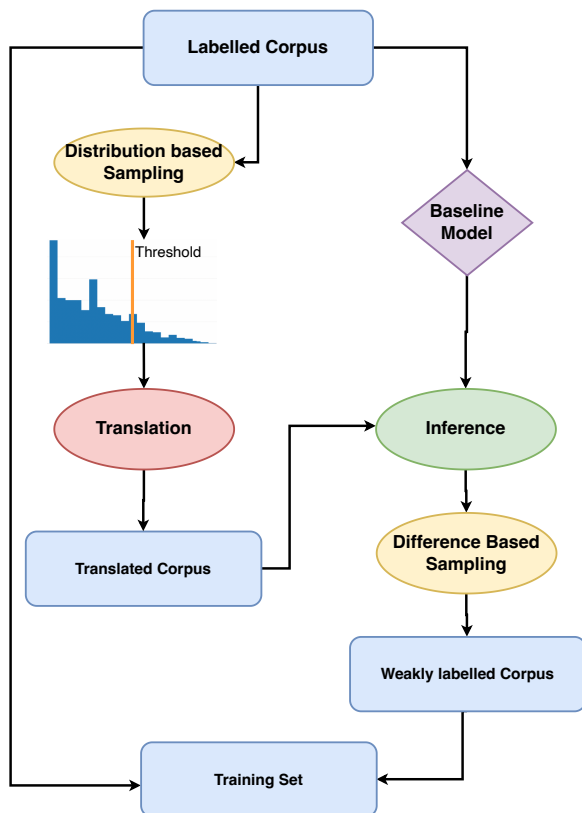 Labelled Corpus
Distribution based
Sampling
Threshold
Baseline
Model
Translation
Inference
Translated Corpus
Difference Based
Sampling
Weakly labelled Corpus
Training Set